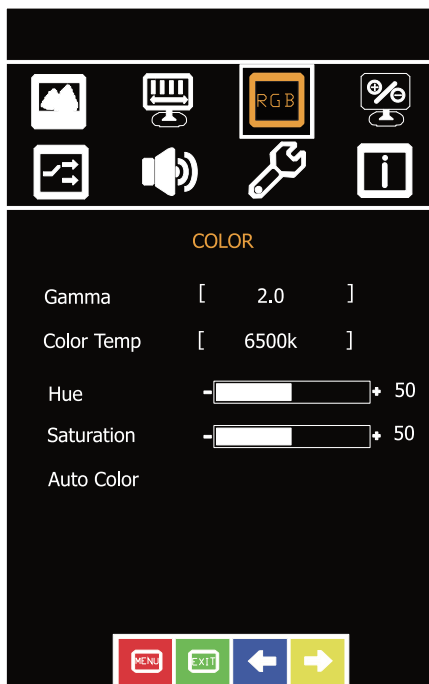 RGB
COLOR
Gamma [ 2.0 ]
Color Temp [ 6500k ]
Hue - + 50
Saturation - + 50
Auto Color
MENU EXIT